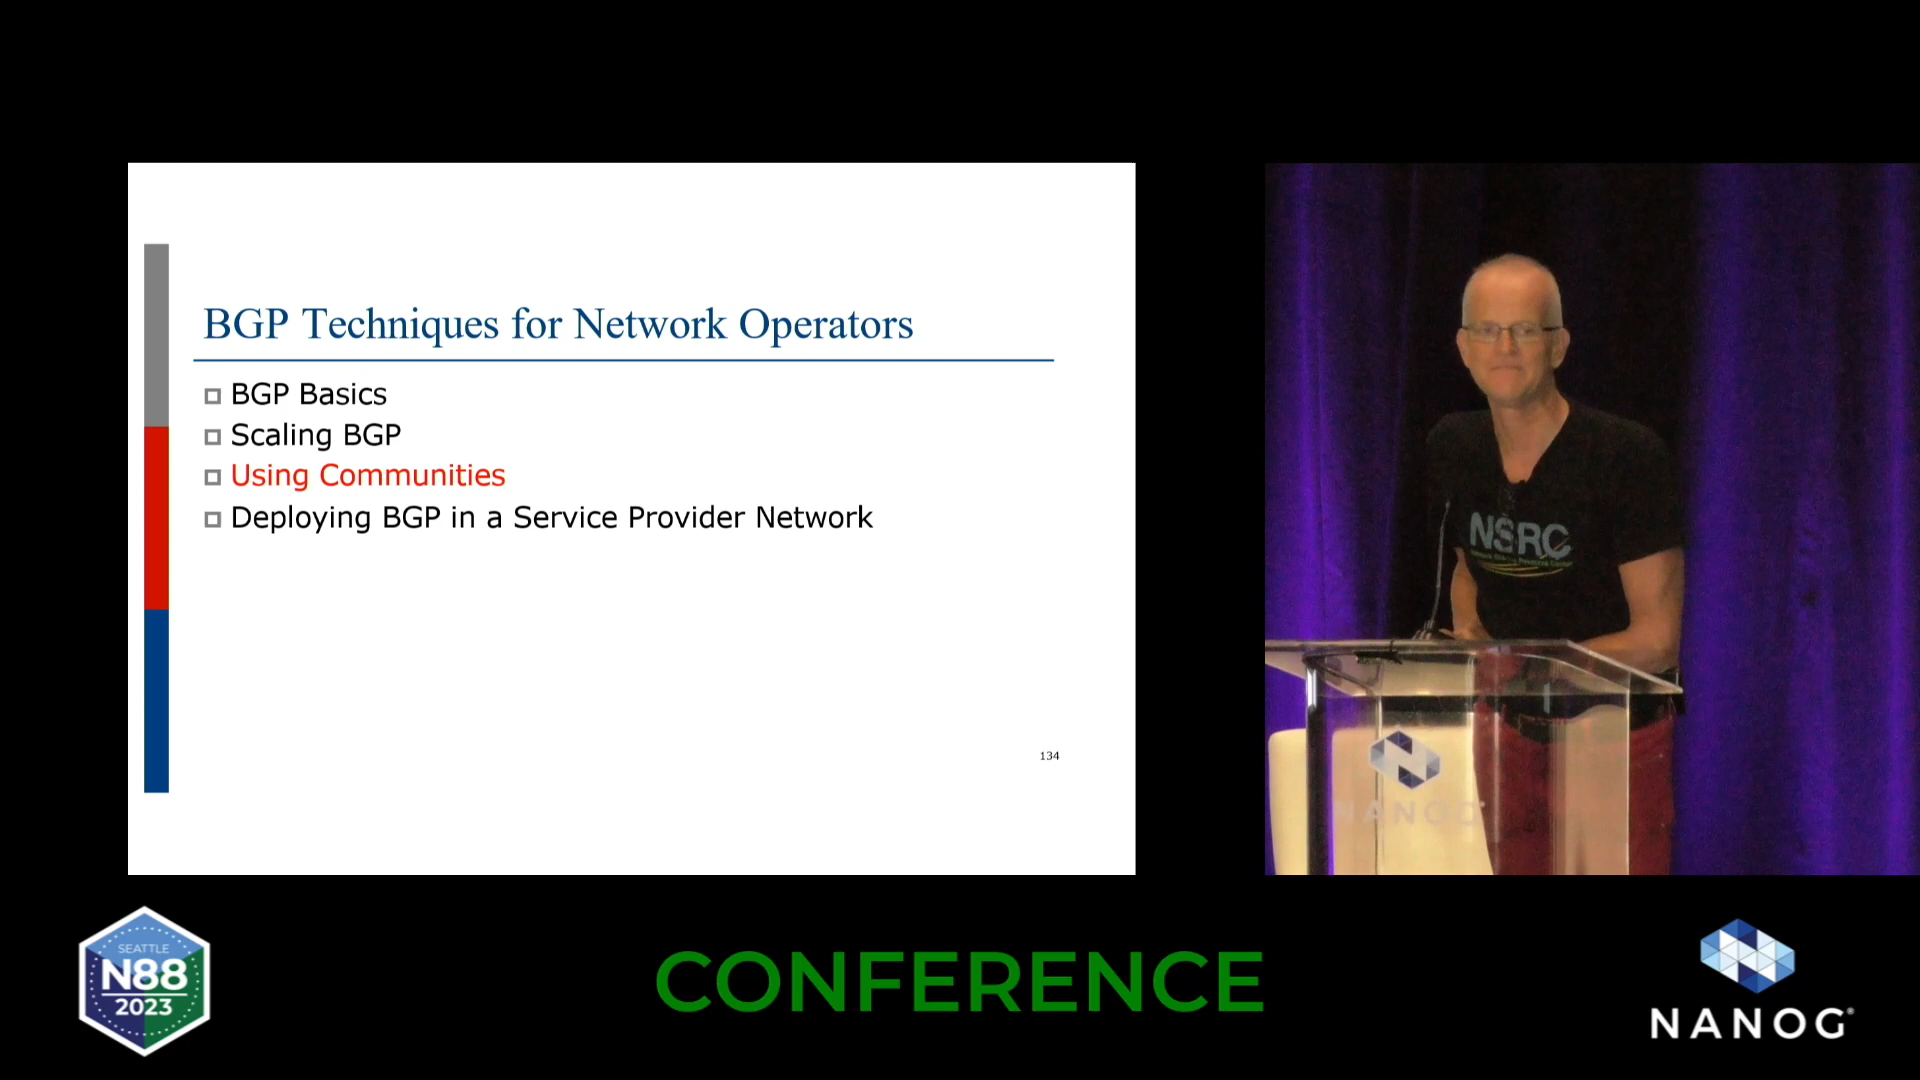 BGP Techniques for Network Operators
BGP Basics
Scaling BGP
Using Communities
Deploying BGP in a Service Provider Network
134
NSRC
NANOG
SEATTLE
N88
2023
CONFERENCE
NANOG®